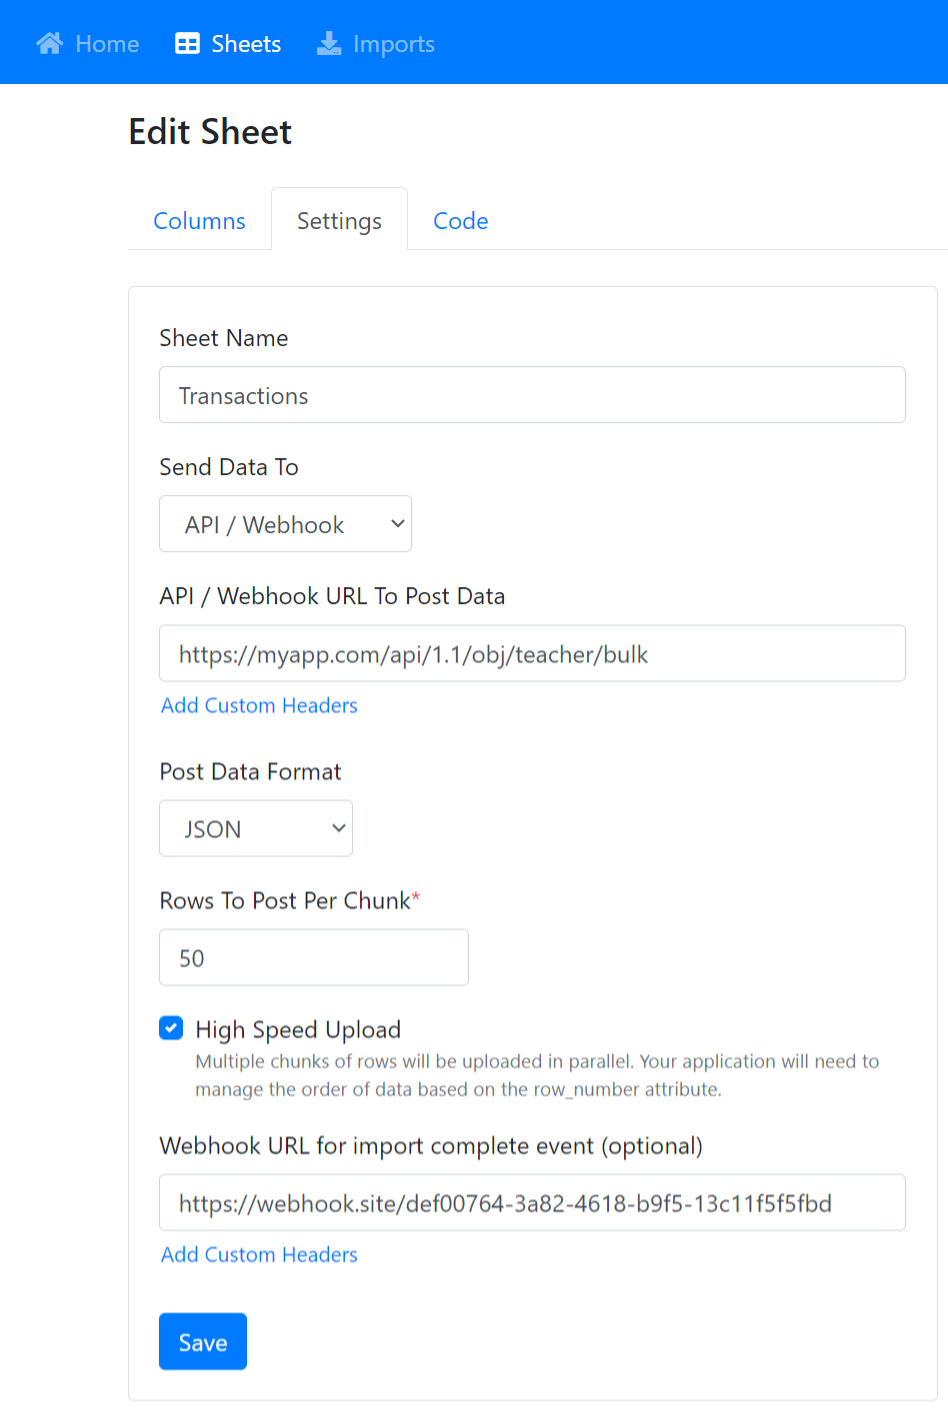 Home Sheets Imports
Edit Sheet
Columns Settings Code
Sheet Name
Transactions
Send Data To
API / Webhook
API / Webhook URL To Post Data
https://myapp.com/api/1.1/obj/teacher/bulk
Add Custom Headers
Post Data Format
JSON
Rows To Post Per Chunk*
50
High Speed Upload
Multiple chunks of rows will be uploaded in parallel. Your application will need to
manage the order of data based on the row_number attribute.
Webhook URL for import complete event (optional)
https://webhook.site/def00764-3a82-4618-b9f5-13c11f5f5fbd
Add Custom Headers
Save